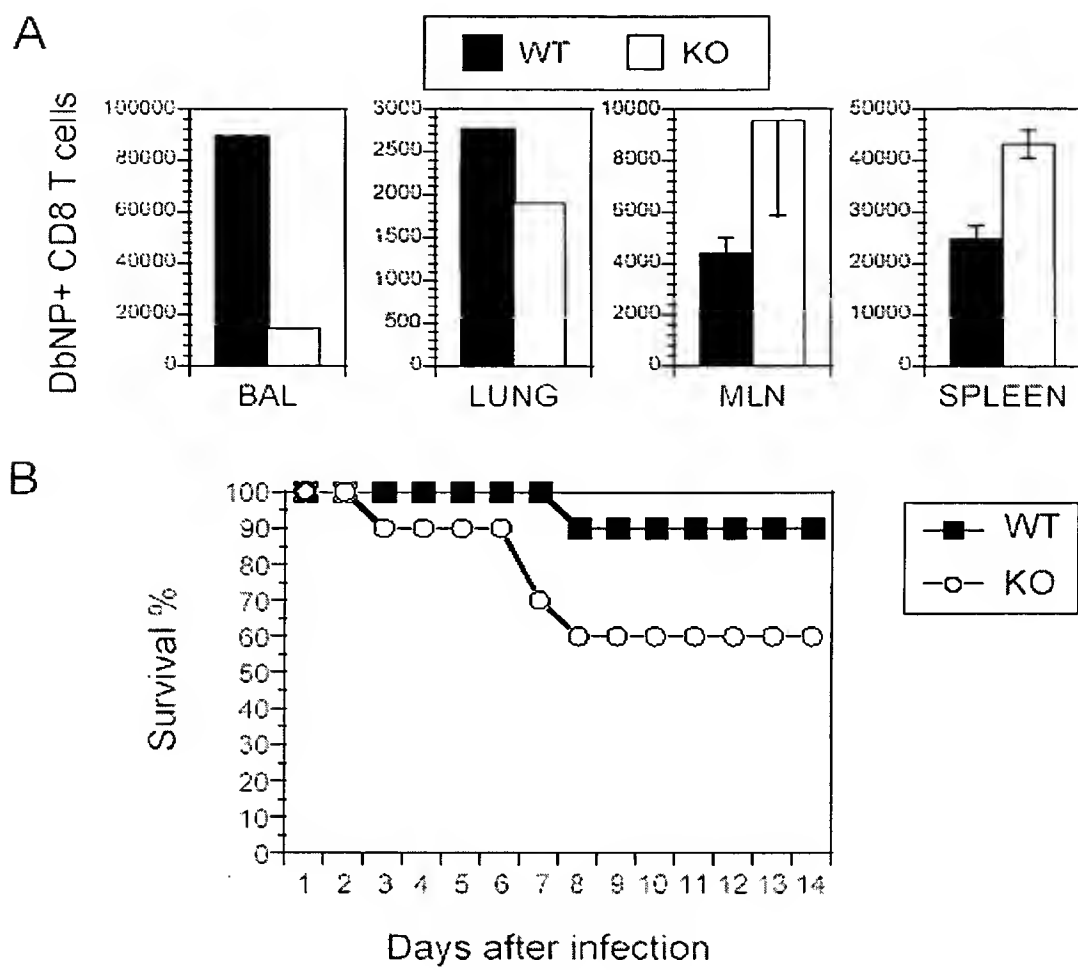 A
WT KO
DbNP+ CD8 T cells
100000
80000
60000
40000
20000
0
BAL
3000
2500
2000
1500
1000
500
0
LUNG
10000
8000
6000
4000
2000
0
MLN
50000
40000
30000
20000
10000
0
SPLEEN
B
Survival %
100
90
80
70
60
50
40
30
20
10
0
1 2 3 4 5 6 7 8 9 10 11 12 13 14
Days after infection
WT
KO